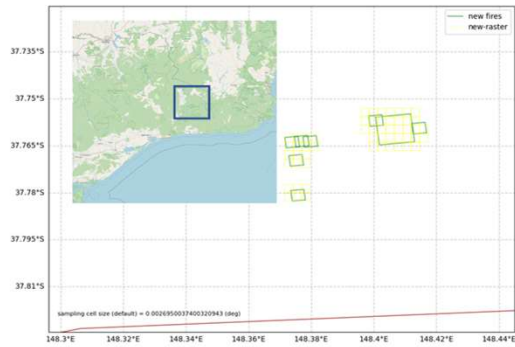 new fires
new-raster
37.735°S
37.75°S
37.765°S
37.78°S
37.795°S
37.81°S
sampling cell size (default) = 0.0026950037400320943 (deg)
148.3°E
148.32°E
148.34°E
148.36°E
148.38°E
148.4°E
148.42°E
148.44°E